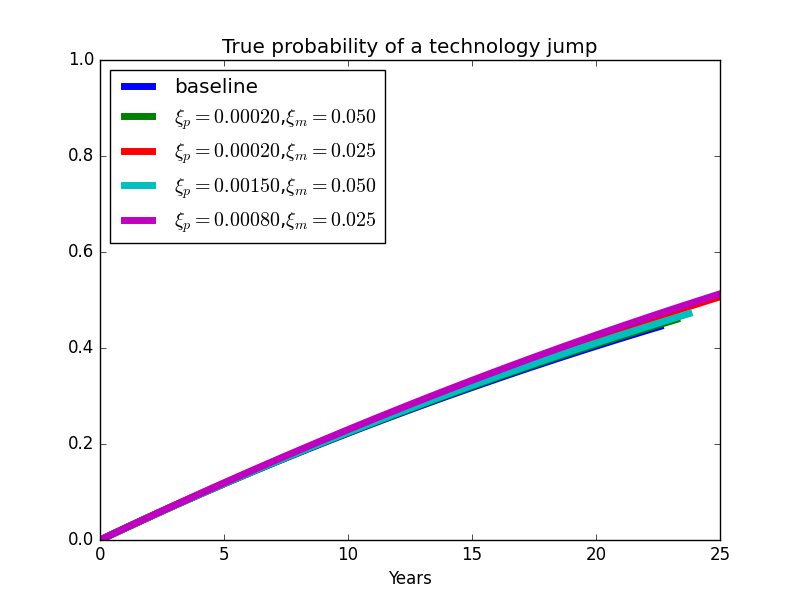 True probability of a technology jump
1.0
0.8
0.6
0.4
0.2
0.0
baseline
ξp = 0.00020,ξm = 0.050
ξp = 0.00020,ξm = 0.025
ξp = 0.00150,ξm = 0.050
ξp = 0.00080,ξm = 0.025
0 5 10 15 20 25
Years